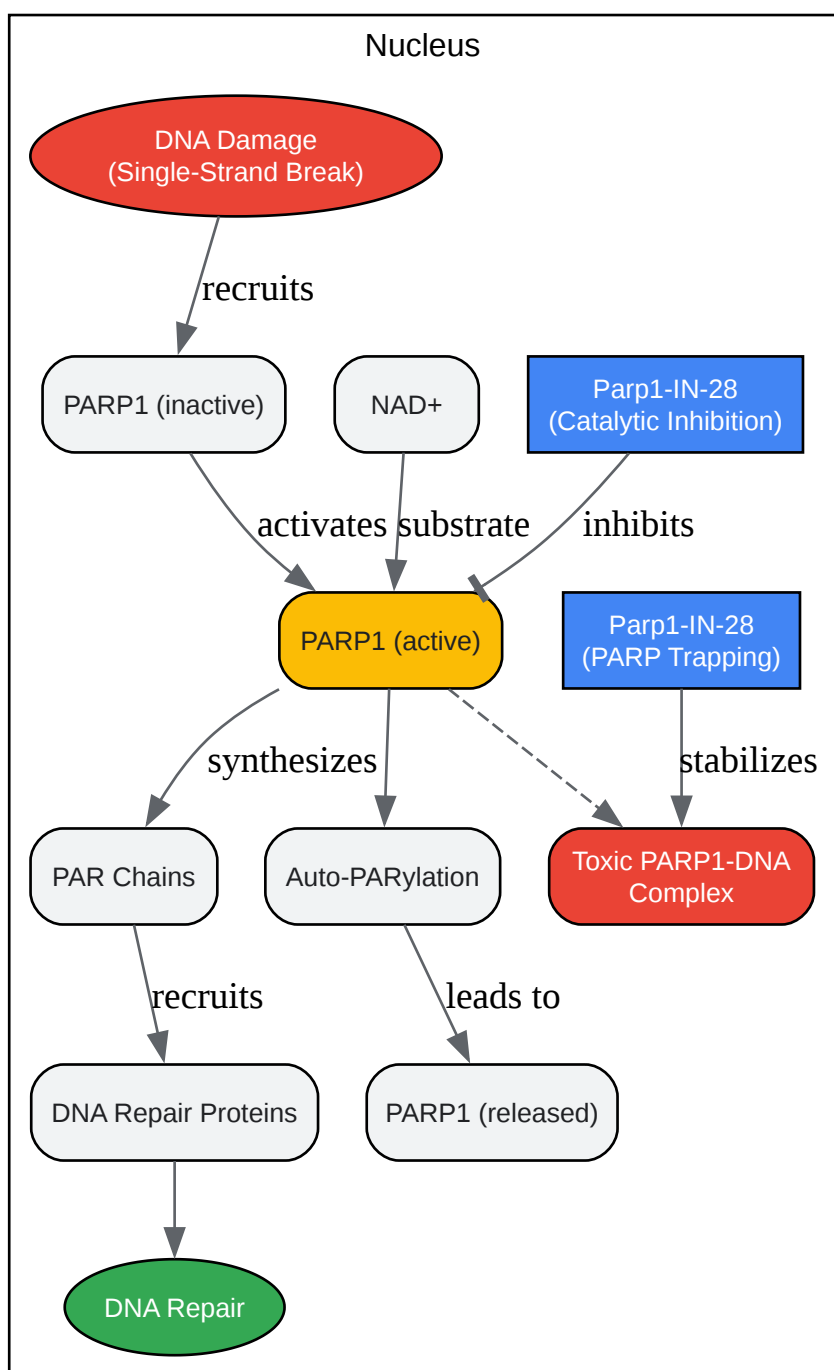 Nucleus
DNA Damage
(Single-Strand Break)
recruits
PARP1 (inactive)
NAD+
Parp1-IN-28
(Catalytic Inhibition)
activates
substrate
inhibits
PARP1 (active)
Parp1-IN-28
(PARP Trapping)
synthesizes
stabilizes
PAR Chains
Auto-PARylation
Toxic PARP1-DNA
Complex
recruits
leads to
DNA Repair Proteins
PARP1 (released)
DNA Repair